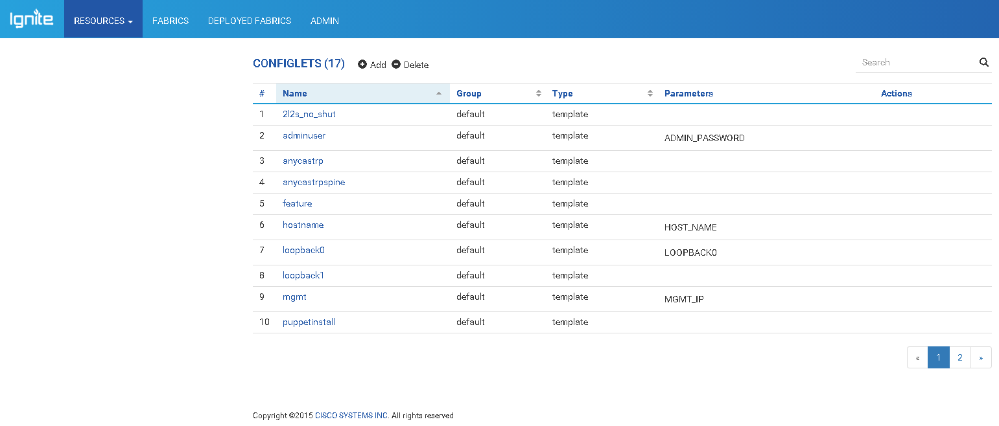 Ignite RESOURCES FABRICS DEPLOYED FABRICS ADMIN
CONFIGLETS (17) Add Delete Search
# Name Group Type Parameters Actions
1 2l2s_no_shut default template
2 adminuser default template ADMIN_PASSWORD
3 anycastrp default template
4 anycastrpspine default template
5 feature default template
6 hostname default template HOST_NAME
7 loopback0 default template LOOPBACK0
8 loopback1 default template
9 mgmt default template MGMT_IP
10 puppetinstall default template
« 1 2 »
Copyright ©2015 CISCO SYSTEMS INC. All rights reserved